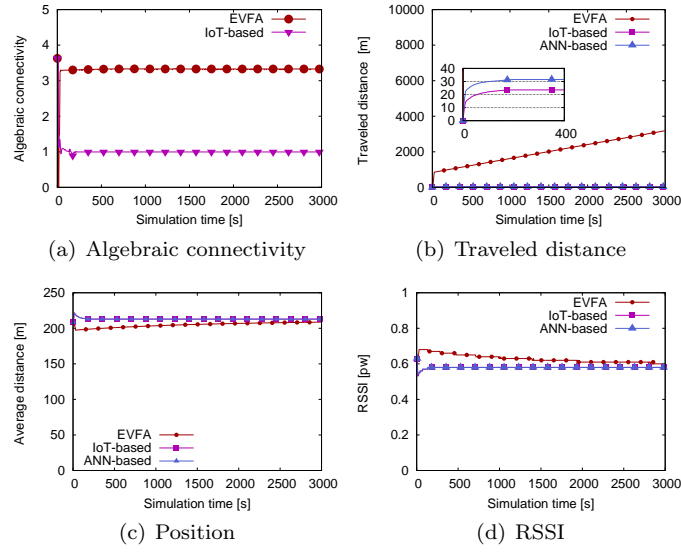 5
4
3
2
1
0
Algebraic connectivity
EVFA
IoT-based
0 500 1000 1500 2000 2500 3000
Simulation time [s]
(a) Algebraic connectivity
10000
8000
6000
4000
2000
0
Traveled distance [m]
EVFA
IoT-based
ANN-based
40
30
20
10
0
0 400
0 500 1000 1500 2000 2500 3000
Simulation time [s]
(b) Traveled distance
250
200
150
100
50
0
Average distance [m]
EVFA
IoT-based
ANN-based
0 500 1000 1500 2000 2500 3000
Simulation time [s]
(c) Position
1
0.8
0.6
0.4
0.2
0
RSSI [pw]
EVFA
IoT-based
ANN-based
0 500 1000 1500 2000 2500 3000
Simulation time [s]
(d) RSSI